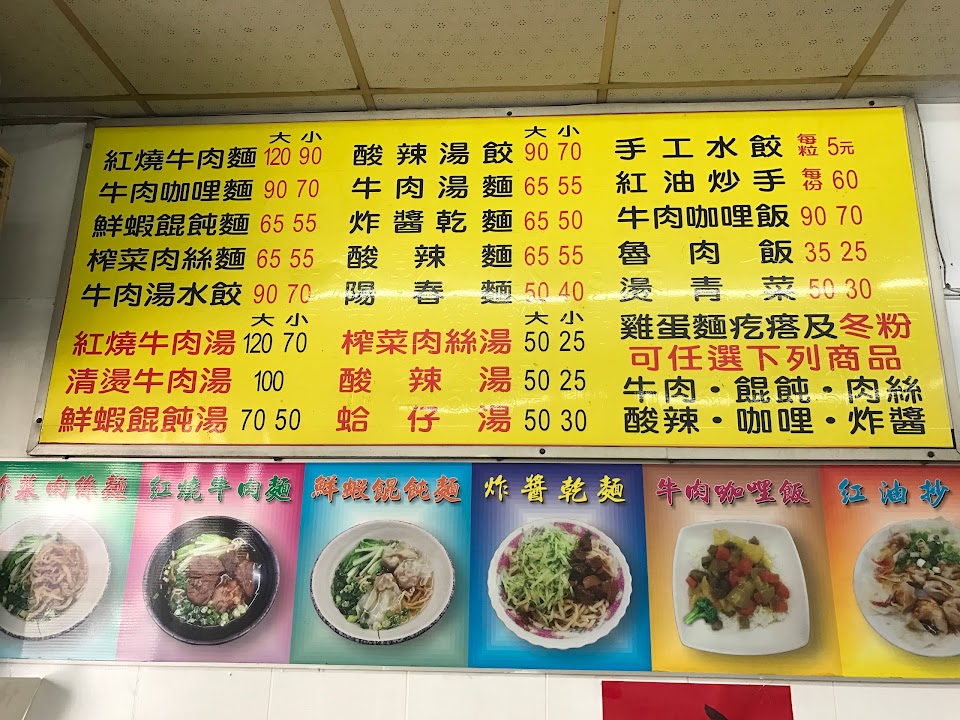 大 小
紅燒牛肉麵 120 90
牛肉咖哩麵 90 70
鮮蝦餛飩麵 65 55
榨菜肉絲麵 65 55
牛肉湯水餃 90 70
大 小
紅燒牛肉湯 120 70
清燙牛肉湯 100
鮮蝦餛飩湯 70 50
大 小
酸辣湯餃 90 70
牛肉湯麵 65 55
炸醬乾麵 65 50
酸辣麵 65 55
陽春麵 50 40
大 小
榨菜肉絲湯 50 25
酸辣湯 50 25
蛤仔湯 50 30
手工水餃 每粒 5元
紅油炒手 每份 60
牛肉咖哩飯 90 70
魯肉飯 35 25
燙青菜 50 30
雞蛋麵疙瘩及冬粉
可任選下列商品
牛肉・餛飩・肉絲
酸辣・咖哩・炸醬
榨菜肉絲麵
紅燒牛肉麵
鮮蝦餛飩麵
炸醬乾麵
牛肉咖哩飯
紅油抄